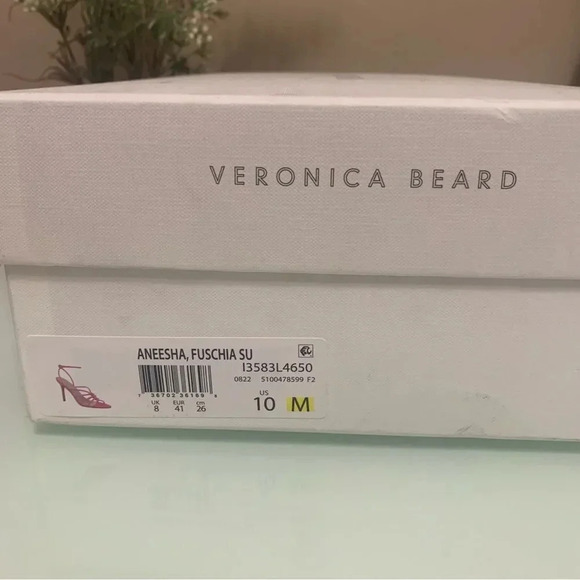 VERONICA BEARD
ANEESHA, FUSCHIA SU
I3583L4650
0822 5100478599 F2
UK EUR cm US
8 41 26 10 M